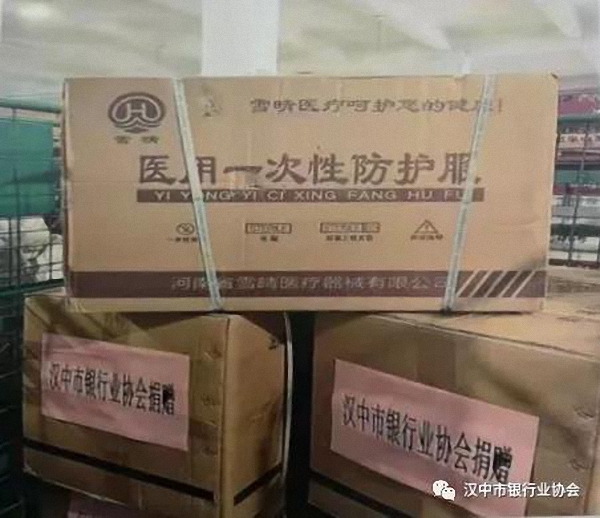 雪晴医疗呵护您的健康!
雪晴
医用一次性防护服
YI YONG YI CI XING FANG HU FU
河南省雪晴医疗器械有限公司
汉中市银行业协会捐赠
汉中市银行业协会捐赠
汉中市银行业协会